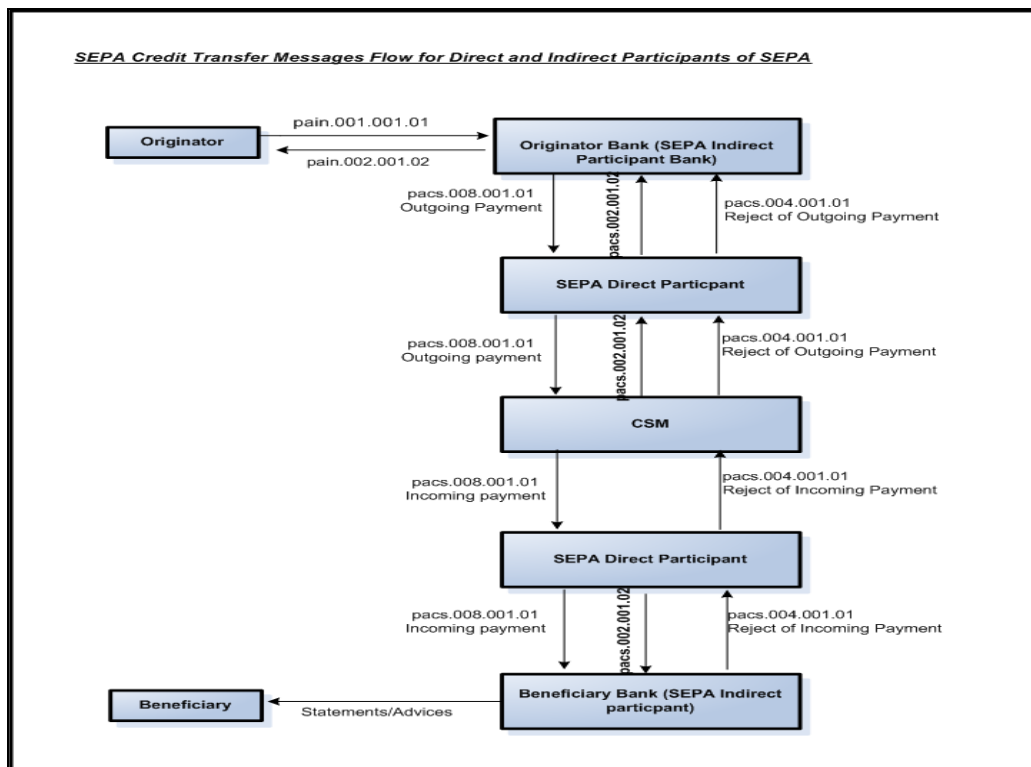 SEPA Credit Transfer Messages Flow for Direct and Indirect Participants of SEPA
Originator
pain.001.001.01
pain.002.001.02
Originator Bank (SEPA Indirect
Participant Bank)
pacs.008.001.01
Outgoing Payment
pacs.002.001.02
pacs.004.001.01
Reject of Outgoing Payment
SEPA Direct Particpant
pacs.008.001.01
Outgoing payment
pacs.002.001.02
pacs.004.001.01
Reject of Outgoing Payment
CSM
pacs.008.001.01
Incoming payment
pacs.004.001.01
Reject of Incoming Payment
SEPA Direct Participant
pacs.008.001.01
Incoming payment
pacs.002.001.02
pacs.004.001.01
Reject of Incoming Payment
Beneficiary Bank (SEPA Indirect
particpant)
Statements/Advices
Beneficiary